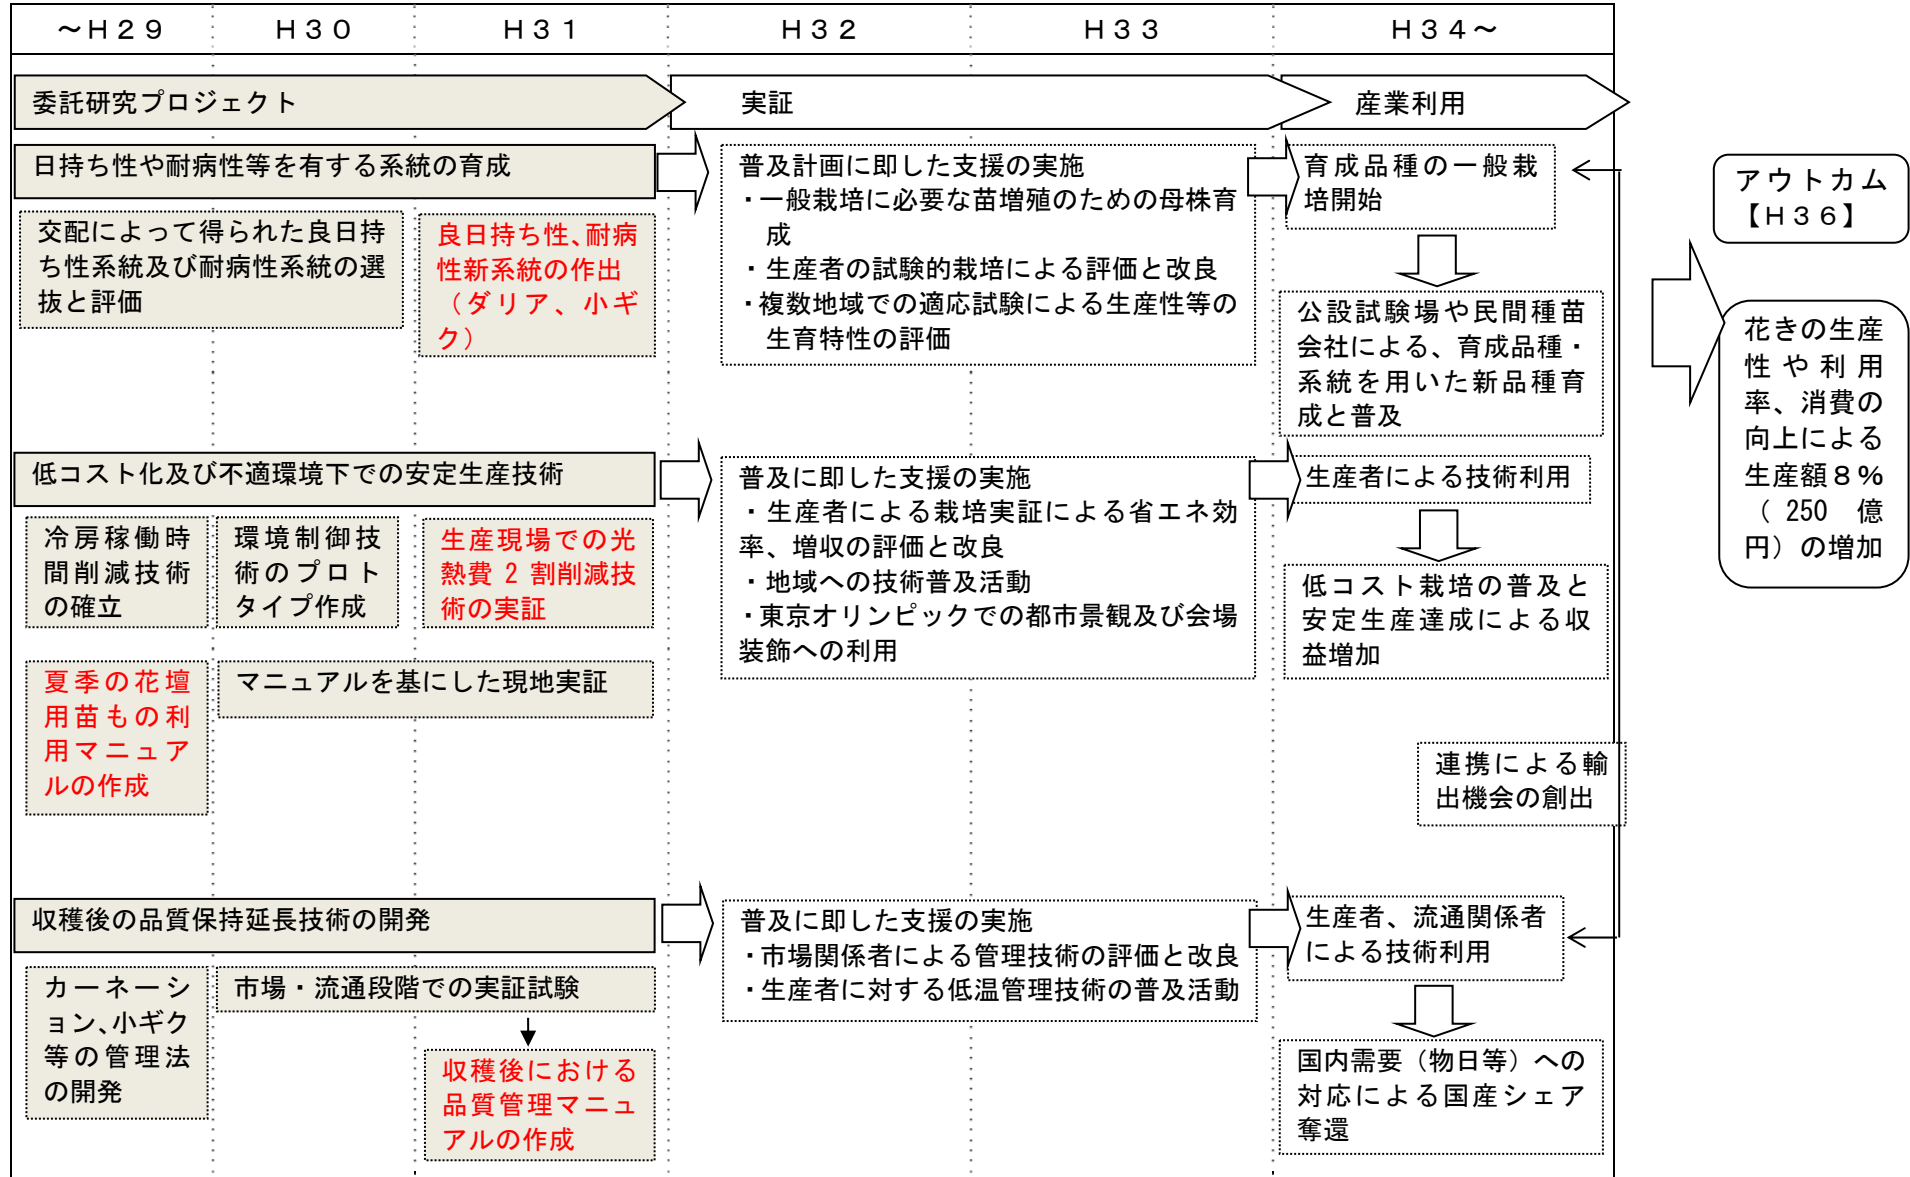 ～Ｈ２９ Ｈ３０ Ｈ３１ Ｈ３２ Ｈ３３ Ｈ３４～
委託研究プロジェクト
実証
産業利用
日持ち性や耐病性等を有する系統の育成
交配によって得られた良日持
ち性系統及び耐病性系統の選
抜と評価
良日持ち性、耐病
性新系統の作出
（ダリア、小ギ
ク）
普及計画に即した支援の実施
・一般栽培に必要な苗増殖のための母株育
成
・生産者の試験的栽培による評価と改良
・複数地域での適応試験による生産性等の
生育特性の評価
育成品種の一般栽
培開始
公設試験場や民間種苗
会社による、育成品種・
系統を用いた新品種育
成と普及
低コスト化及び不適環境下での安定生産技術
冷房稼働時
間削減技術
の確立
環境制御技
術のプロト
タイプ作成
生産現場での光
熱費 2 割削減技
術の実証
夏季の花壇
用苗もの利
用マニュア
ルの作成
マニュアルを基にした現地実証
普及に即した支援の実施
・生産者による栽培実証による省エネ効
率、増収の評価と改良
・地域への技術普及活動
・東京オリンピックでの都市景観及び会場
装飾への利用
生産者による技術利用
低コスト栽培の普及と
安定生産達成による収
益増加
連携による輸
出機会の創出
収穫後の品質保持延長技術の開発
カーネーシ
ョン、小ギク
等の管理法
の開発
市場・流通段階での実証試験
収穫後における
品質管理マニュ
アルの作成
普及に即した支援の実施
・市場関係者による管理技術の評価と改良
・生産者に対する低温管理技術の普及活動
生産者、流通関係者
による技術利用
国内需要（物日等）への
対応による国産シェア
奪還
アウトカム
【Ｈ３６】
花きの生産
性や利用
率、消費の
向上による
生産額８％
（ 250 億
円）の増加